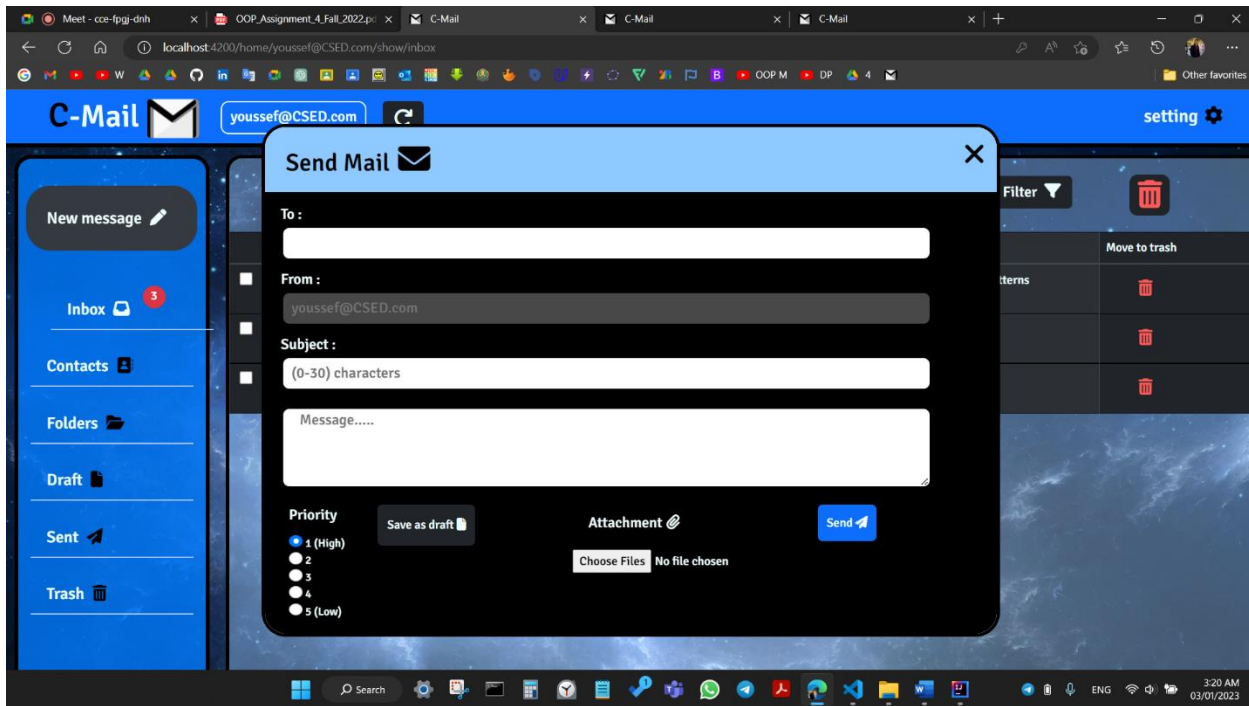 Meet - cce-fpgj-dnh
OOP_Assignment_4_Fall_2022.pd
C-Mail
C-Mail
C-Mail
localhost:4200/home/youssef@CSED.com/show/inbox
W
B
OOP M
DP
4
Other favorites
C-Mail
youssef@CSED.com
setting
Send Mail
Filter
New message
To :
Move to trash
From :
tterns
youssef@CSED.com
Inbox
3
Subject :
Contacts
(0-30) characters
Folders
Message.....
Draft
Priority
Save as draft
Attachment
Send
Sent
1 (High)
2
Choose Files
No file chosen
3
4
Trash
5 (Low)
Search
ENG
3:20 AM
03/01/2023